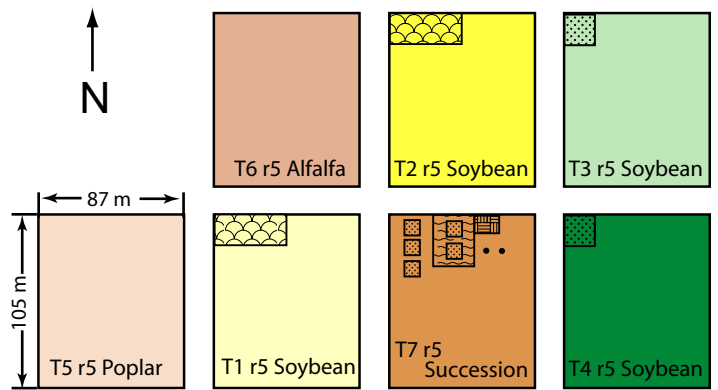 N
T6 r5 Alfalfa
T2 r5 Soybean
T3 r5 Soybean
87 m
105 m
T5 r5 Poplar
T1 r5 Soybean
T7 r5
Succession
T4 r5 Soybean